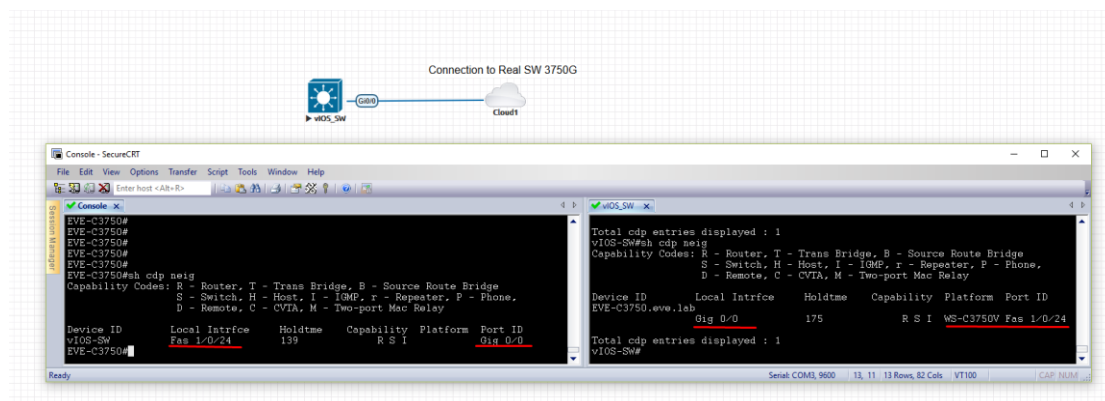 Connection to Real SW 3750G
Gi0/0
vIOS_SW
Cloud1
Console - SecureCRT
File Edit View Options Transfer Script Tools Window Help
Enter host <Alt+R>
Session Manager
Console
EVE-C3750#
EVE-C3750#
EVE-C3750#
EVE-C3750#
EVE-C3750#
EVE-C3750#sh cdp neig
Capability Codes: R - Router, T - Trans Bridge, B - Source Route Bridge
S - Switch, H - Host, I - IGMP, r - Repeater, P - Phone,
D - Remote, C - CVTA, M - Two-port Mac Relay
Device ID Local Intrfce Holdtme Capability Platform Port ID
vIOS-SW Fas 1/0/24 139 R S I Gig 0/0
EVE-C3750#
vIOS_SW
Total cdp entries displayed : 1
vIOS-SW#sh cdp neig
Capability Codes: R - Router, T - Trans Bridge, B - Source Route Bridge
S - Switch, H - Host, I - IGMP, r - Repeater, P - Phone,
D - Remote, C - CVTA, M - Two-port Mac Relay
Device ID Local Intrfce Holdtme Capability Platform Port ID
EVE-C3750.eve.lab
Gig 0/0 175 R S I WS-C3750V Fas 1/0/24
Total cdp entries displayed : 1
vIOS-SW#
Ready
Serial: COM3, 9600 13, 11 13 Rows, 82 Cols VT100 CAP NUM